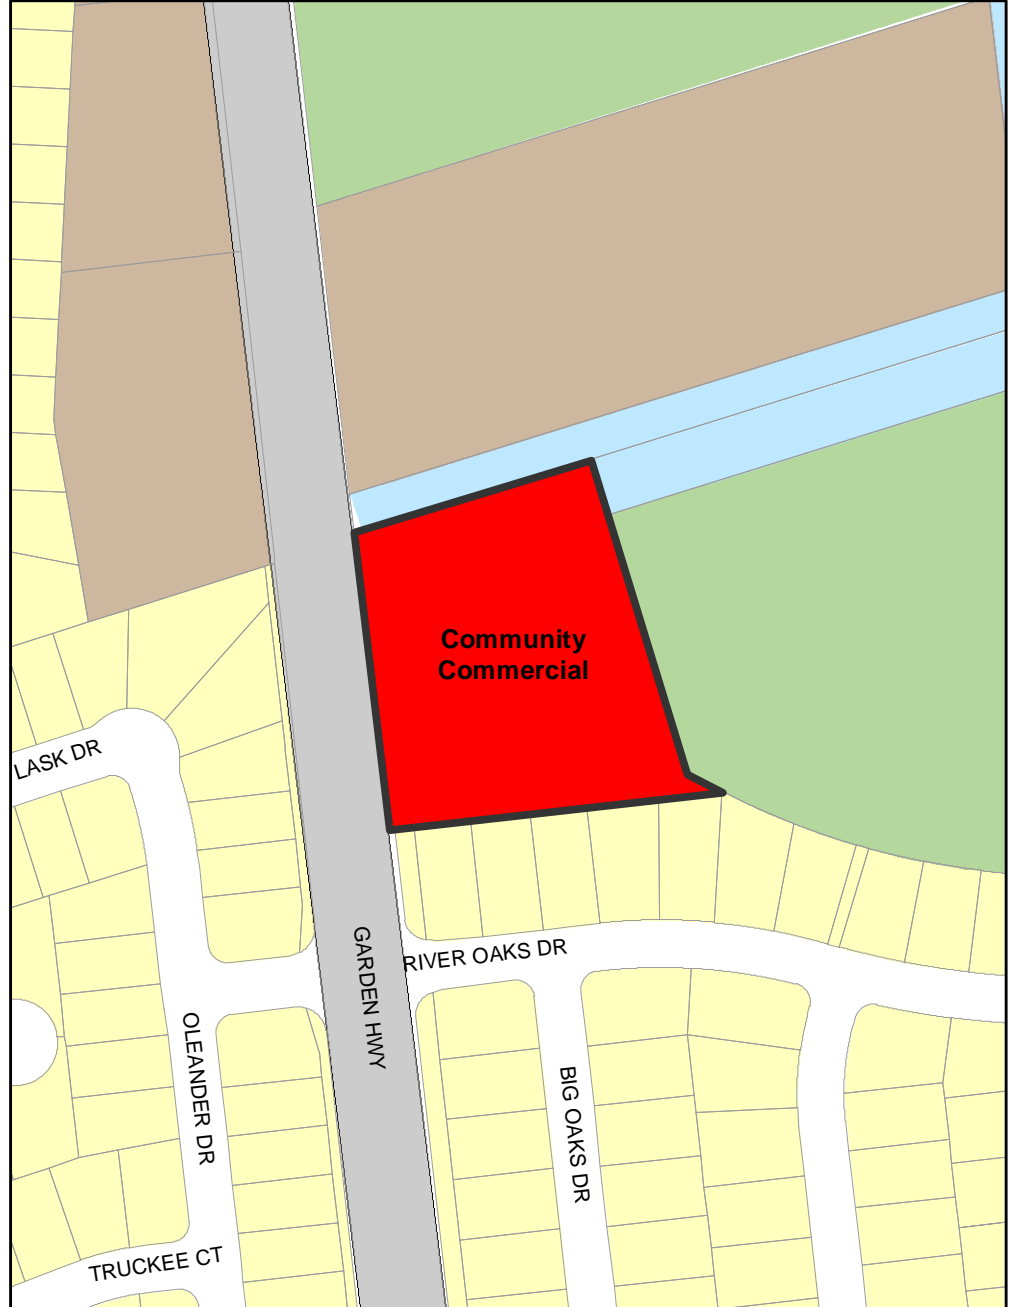 Community
Commercial
LASK DR
GARDEN HWY
RIVER OAKS DR
OLEANDER DR
BIG OAKS DR
TRUCKEE CT